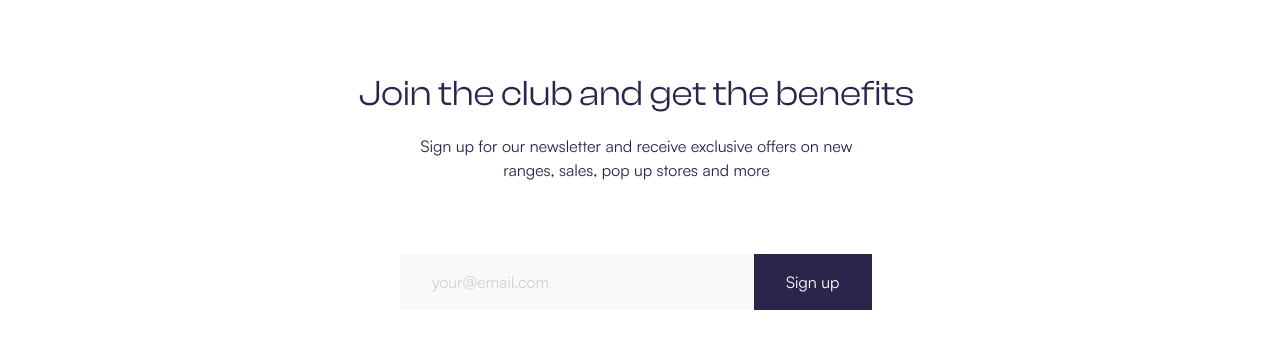 Join the club and get the benefits
Sign up for our newsletter and receive exclusive offers on new
ranges, sales, pop up stores and more
your@email.com
Sign up